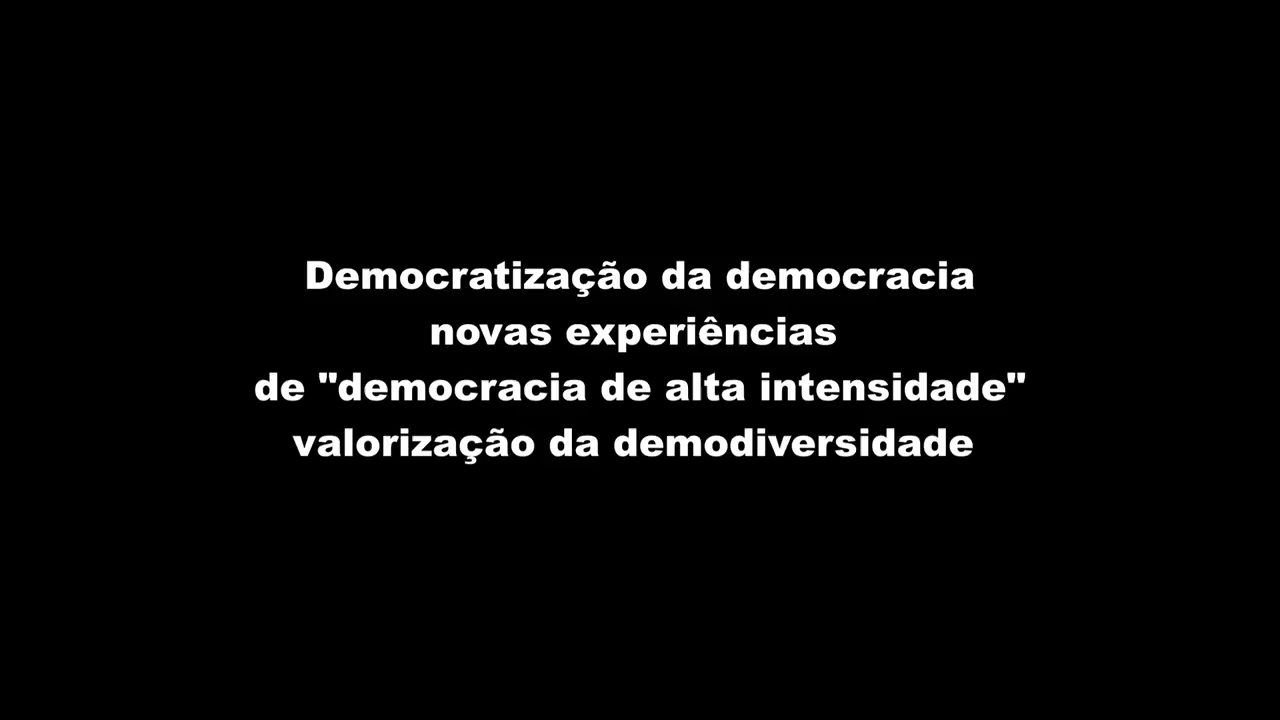 Democratização da democracia
novas experiências
de "democracia de alta intensidade"
valorização da demodiversidade